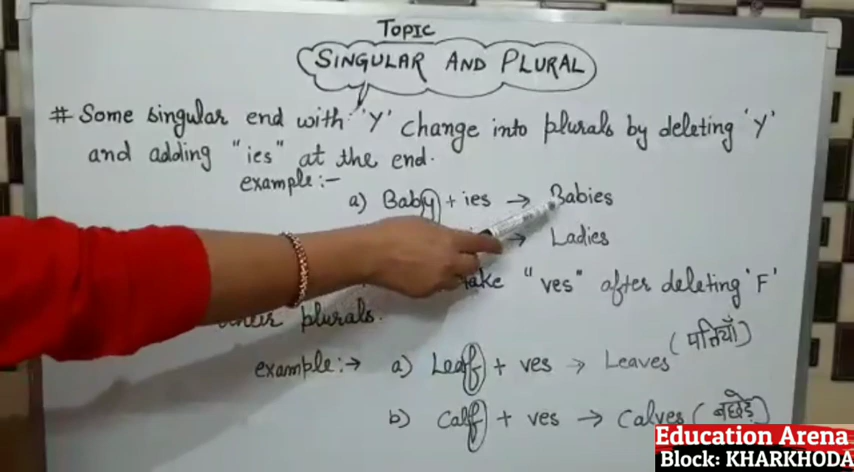 TOPIC
SINGULAR AND PLURAL
# Some singular end with 'Y' change into plurals by deleting 'Y'
and adding "ies" at the end.
example:-
a) Baby + ies → Babies
→ Ladies
take "ves" after deleting 'F'
plurals.
example:→ a) Leaf + ves → Leaves (पत्तियाँ)
b) Calf + ves → Calves (बछड़े)
Education Arena
Block: KHARKHODA